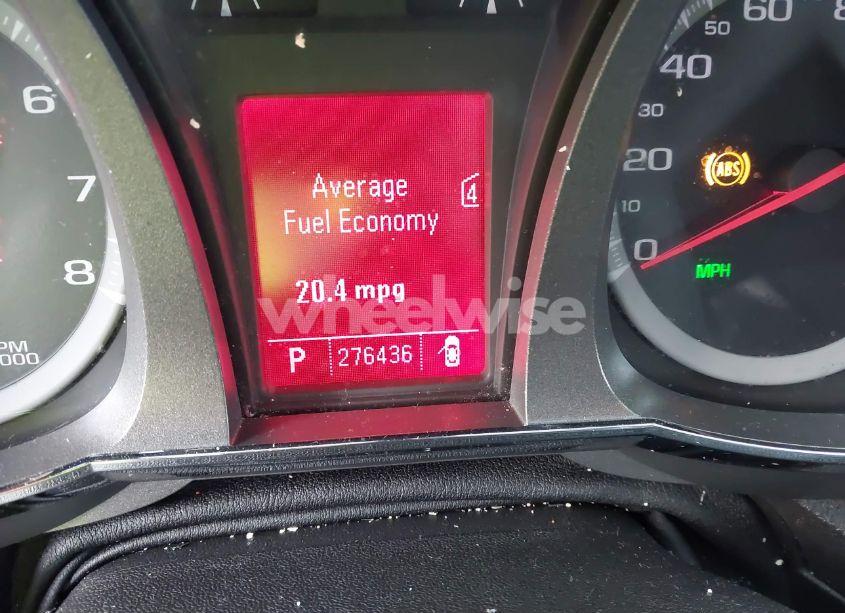 6
7
8
PM
000
Average
Fuel Economy
4
20.4 mpg
P 276436
wheelwise
0
10
20
30
40
50
60
8
ABS
MPH